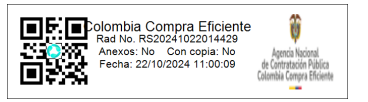 Colombia Compra Eficiente
Rad No. RS20241022014429
Anexos: No Con copia: No
Fecha: 22/10/2024 11:00:09
Agencia Nacional
de Contratación Pública
Colombia Compra Eficiente